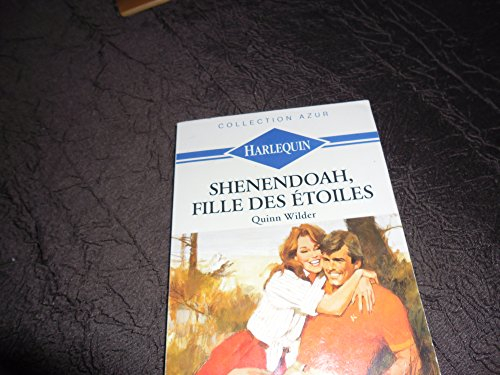 COLLECTION AZUR
HARLEQUIN
SHENENDOAH,
FILLE DES ÉTOILES
Quinn Wilder